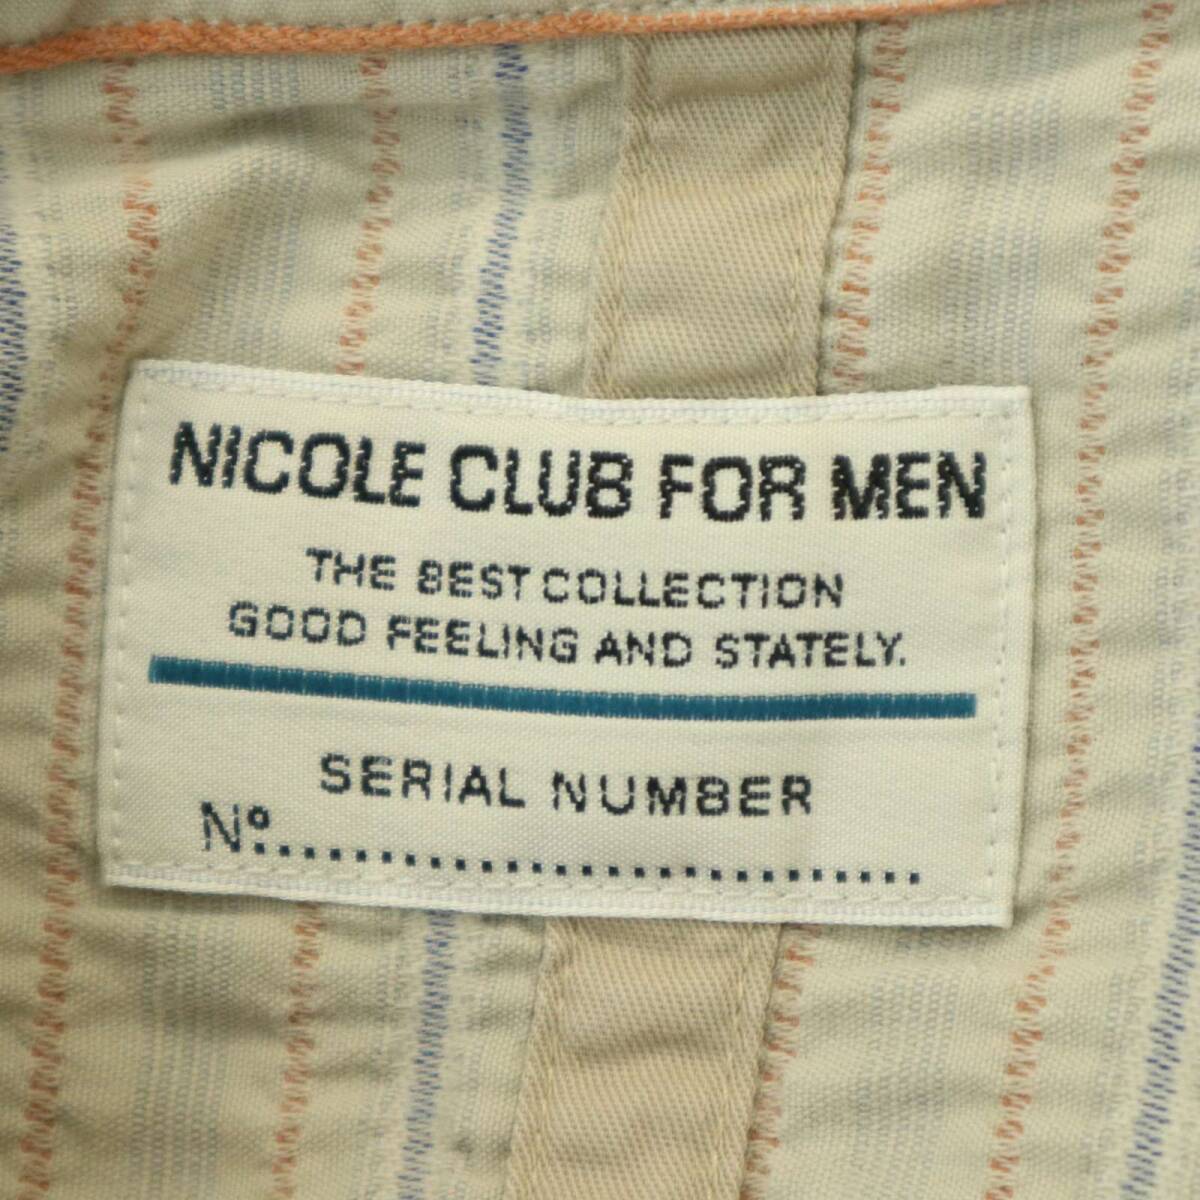 NICOLE CLUB FOR MEN
THE BEST COLLECTION
GOOD FEELING AND STATELY.
SERIAL NUMBER
Nº..............................